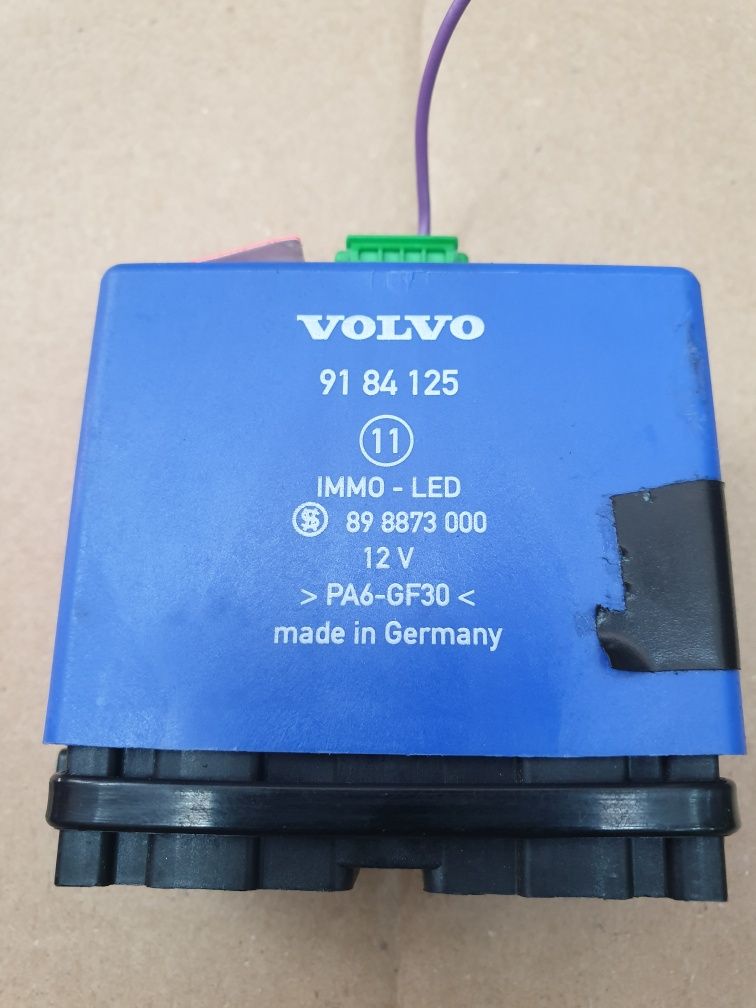 VOLVO
91 84 125
11
IMMO - LED
89 8873 000
12 V
> PA6-GF30 <
made in Germany